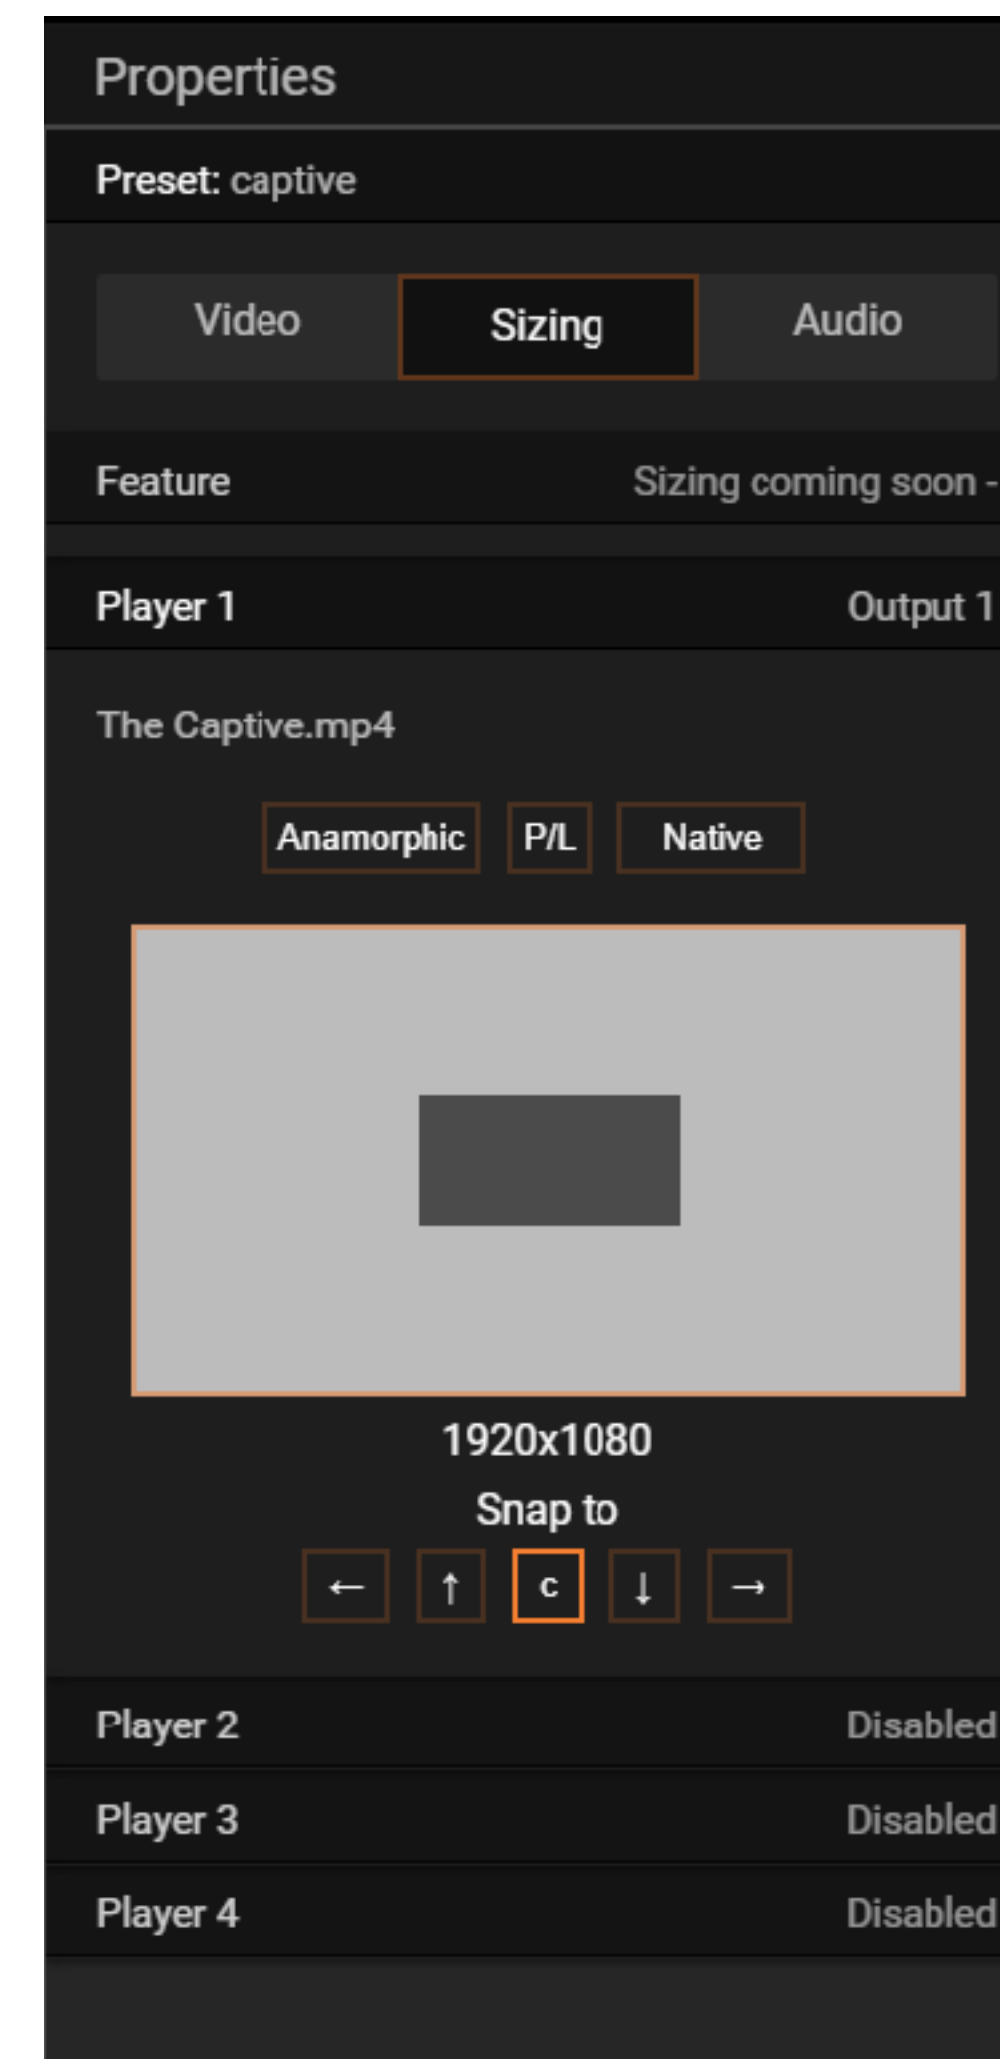 Properties
Preset: captive
Video Sizing Audio
Feature Sizing coming soon -
Player 1 Output 1
The Captive.mp4
Anamorphic P/L Native
1920x1080
Snap to
← ↑ c ↓ →
Player 2 Disabled
Player 3 Disabled
Player 4 Disabled